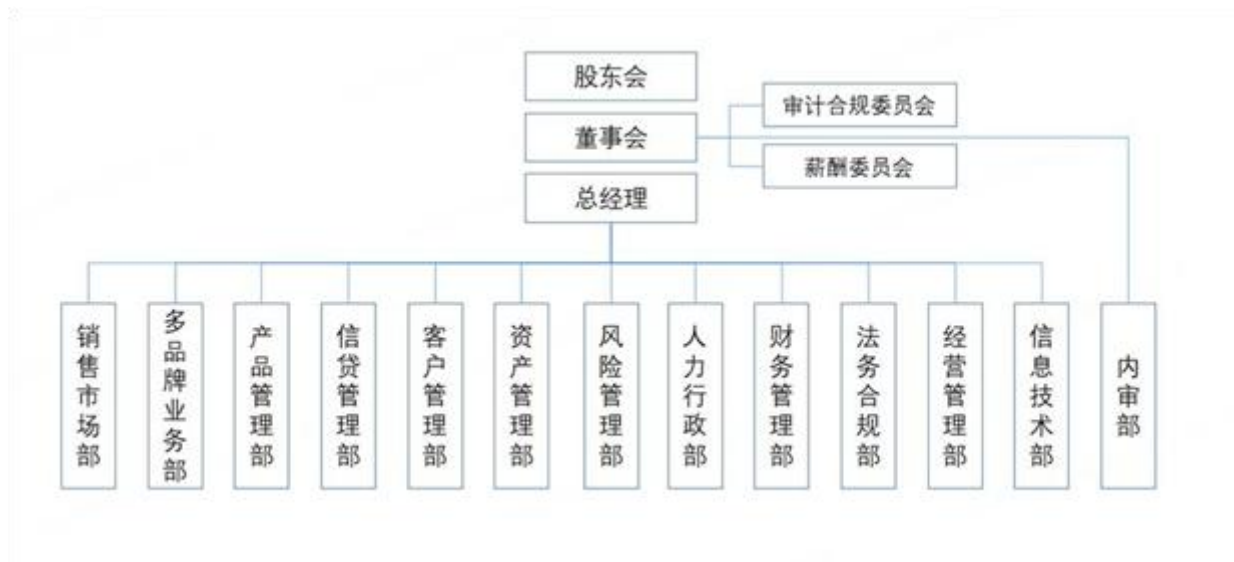 股东会
审计合规委员会
董事会
薪酬委员会
总经理
销售市场部
多品牌业务部
产品管理部
信贷管理部
客户管理部
资产管理部
风险管理部
人力行政部
财务管理部
法务合规部
经营管理部
信息技术部
内审部